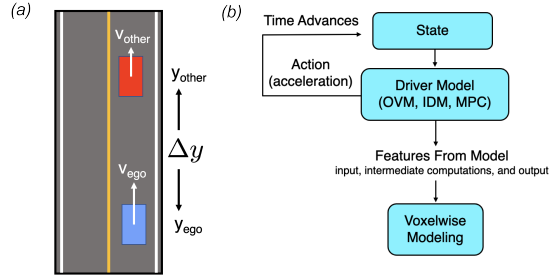 (a)
v_other
y_other
Δy
v_ego
y_ego
(b)
Time Advances
State
Action
(acceleration)
Driver Model
(OVM, IDM, MPC)
Features From Model
input, intermediate computations, and output
Voxelwise
Modeling